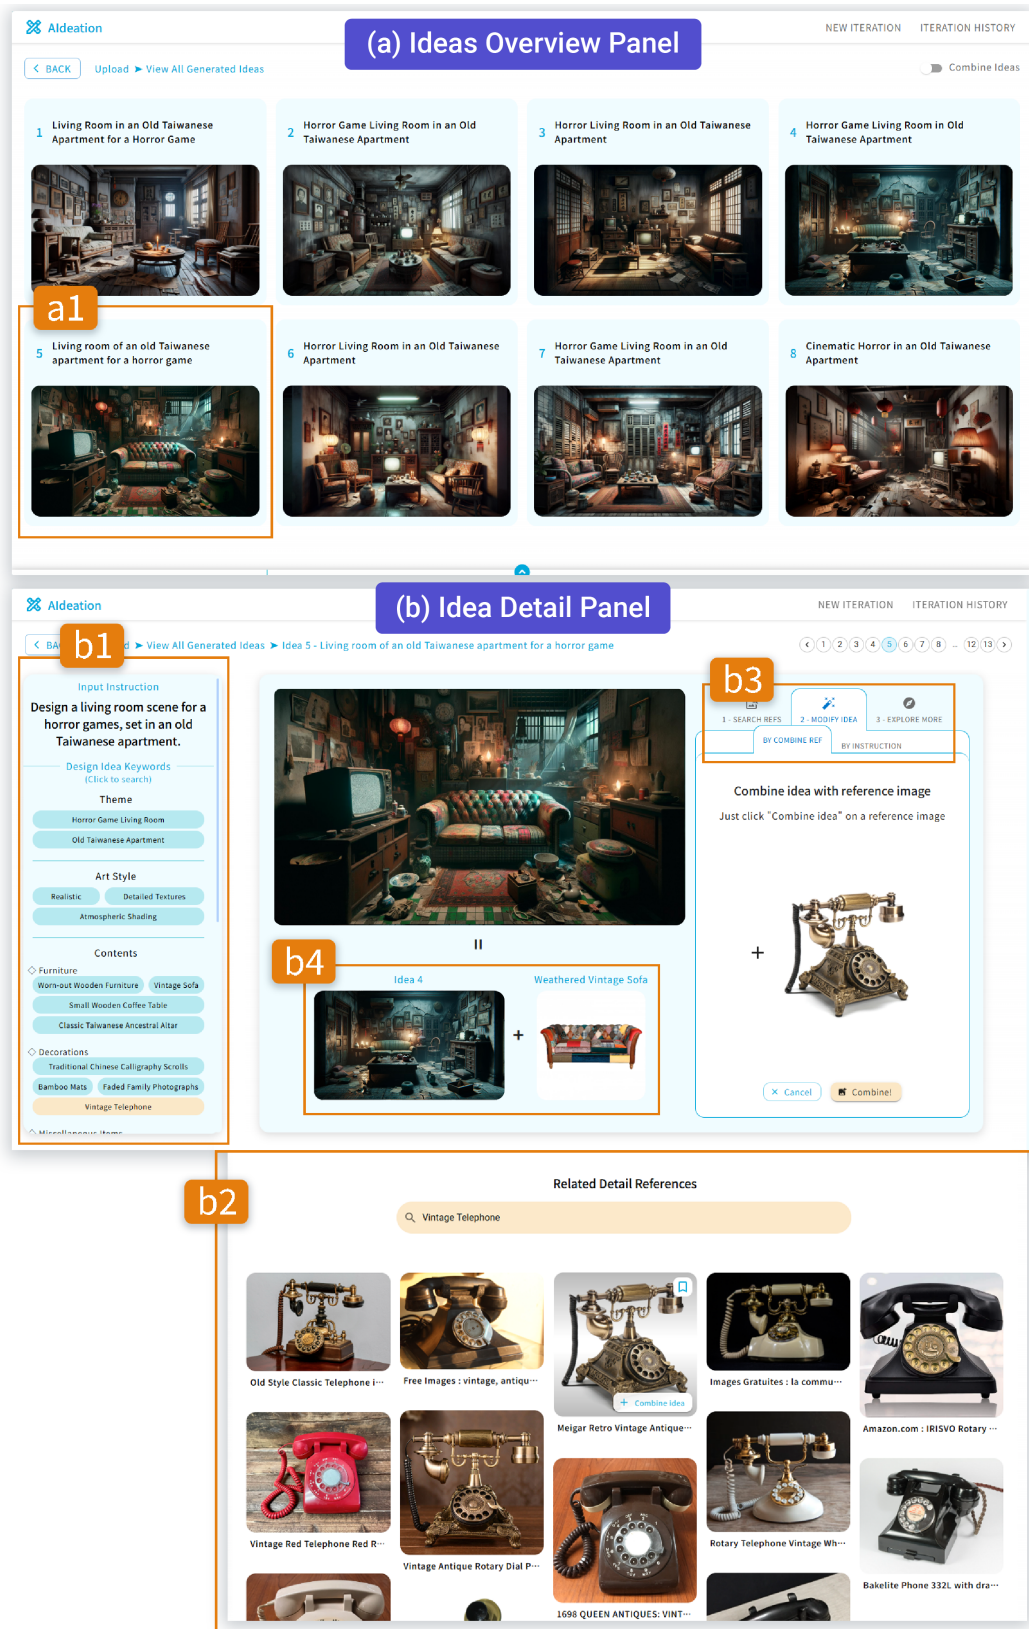 AIdeation
(a) Ideas Overview Panel
NEW ITERATION
ITERATION HISTORY
BACK
Upload ➤ View All Generated Ideas
Combine Ideas
1
Living Room in an Old Taiwanese
Apartment for a Horror Game
2
Horror Game Living Room in an Old
Taiwanese Apartment
3
Horror Living Room in an Old Taiwanese
Apartment
4
Horror Game Living Room in Old
Taiwanese Apartment
a1
5
Living room of an old Taiwanese
apartment for a horror game
6
Horror Living Room in an Old Taiwanese
Apartment
7
Horror Game Living Room in an Old
Taiwanese Apartment
8
Cinematic Horror in an Old Taiwanese
Apartment
AIdeation
(b) Idea Detail Panel
NEW ITERATION
ITERATION HISTORY
b1
d ➤ View All Generated Ideas ➤ Idea 5 - Living room of an old Taiwanese apartment for a horror game
1 2 3 4 5 6 7 8 ... 12 13
Input Instruction
Design a living room scene for a
horror games, set in an old
Taiwanese apartment.
Design Idea Keywords
(Click to search)
Theme
Horror Game Living Room
Old Taiwanese Apartment
Art Style
Realistic
Detailed Textures
Atmospheric Shading
Contents
Furniture
Worn-out Wooden Furniture
Vintage Sofa
Small Wooden Coffee Table
Classic Taiwanese Ancestral Altar
Decorations
Traditional Chinese Calligraphy Scrolls
Bamboo Mats
Faded Family Photographs
Vintage Telephone
b4
Idea 4
+
Weathered Vintage Sofa
b3
1 - SEARCH REFS
2 - MODIFY IDEA
3 - EXPLORE MORE
BY COMBINE REF
BY INSTRUCTION
Combine idea with reference image
Just click "Combine idea" on a reference image
+
× Cancel
Combine!
b2
Related Detail References
Vintage Telephone
Old Style Classic Telephone i···
Free Images : vintage, antiqu···
+ Combine idea
Meigar Retro Vintage Antique···
Images Gratuites : la commu···
Amazon.com : IRISVO Rotary ···
Vintage Red Telephone Red R···
Vintage Antique Rotary Dial P···
1698 QUEEN ANTIQUES: VINT···
Rotary Telephone Vintage Wh···
Bakelite Phone 332L with dra···